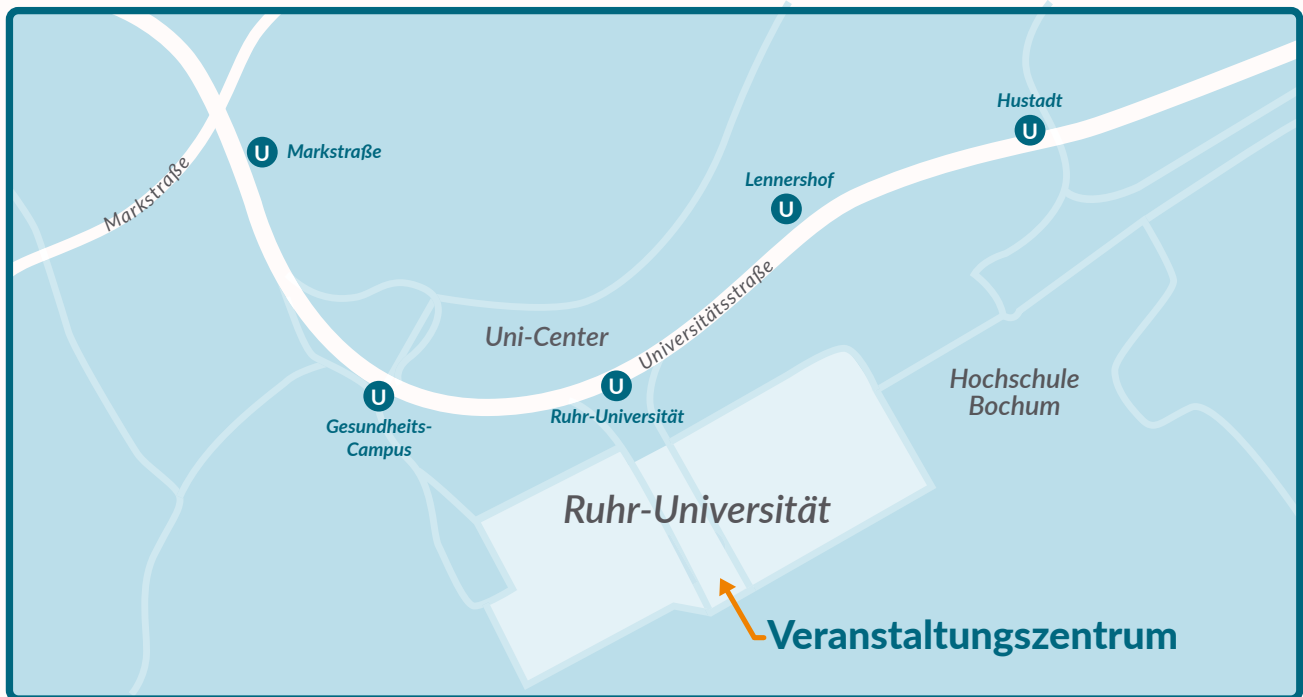 Hustadt
U
U Markstraße
Markstraße
Lennershof
U
Universitätsstraße
Uni-Center
U
Ruhr-Universität
U
Gesundheits-
Campus
Hochschule
Bochum
Ruhr-Universität
Veranstaltungszentrum